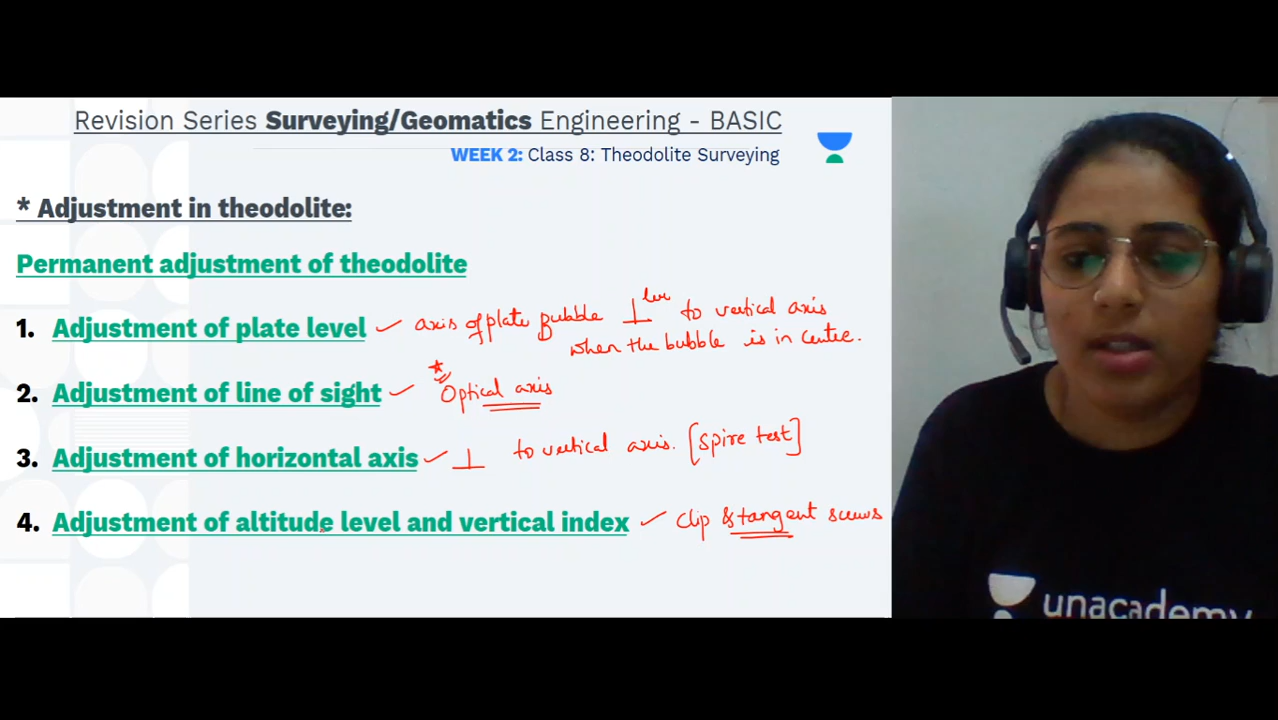 Revision Series Surveying/Geomatics Engineering - BASIC
WEEK 2: Class 8: Theodolite Surveying
* Adjustment in theodolite:
Permanent adjustment of theodolite
1. Adjustment of plate level axis of plate bubble ⊥ lar to vertical axis
when the bubble is in centre.
2. Adjustment of line of sight Optical axis
3. Adjustment of horizontal axis ⊥ to vertical axis. [spire test]
4. Adjustment of altitude level and vertical index clip & tangent screws
unacademy